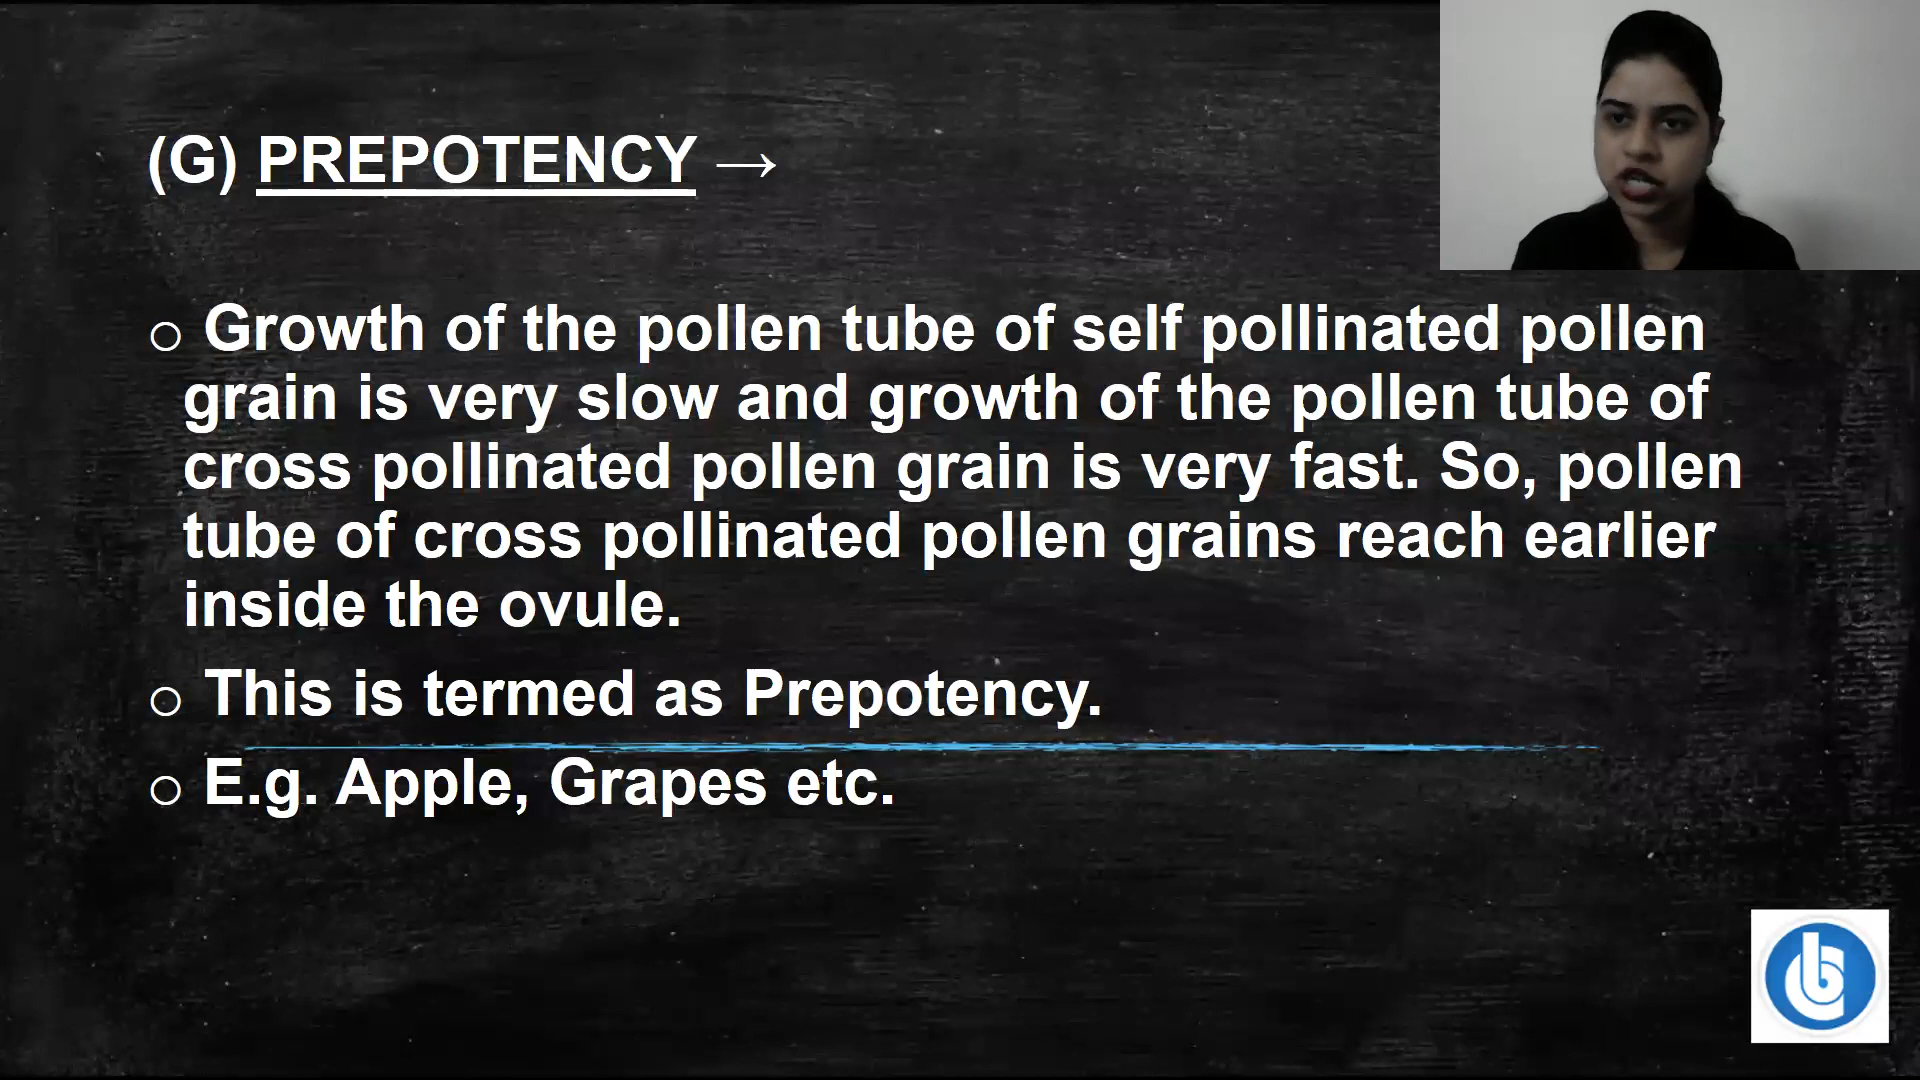 (G) PREPOTENCY →
o Growth of the pollen tube of self pollinated pollen
grain is very slow and growth of the pollen tube of
cross pollinated pollen grain is very fast. So, pollen
tube of cross pollinated pollen grains reach earlier
inside the ovule.
o This is termed as Prepotency.
o E.g. Apple, Grapes etc.